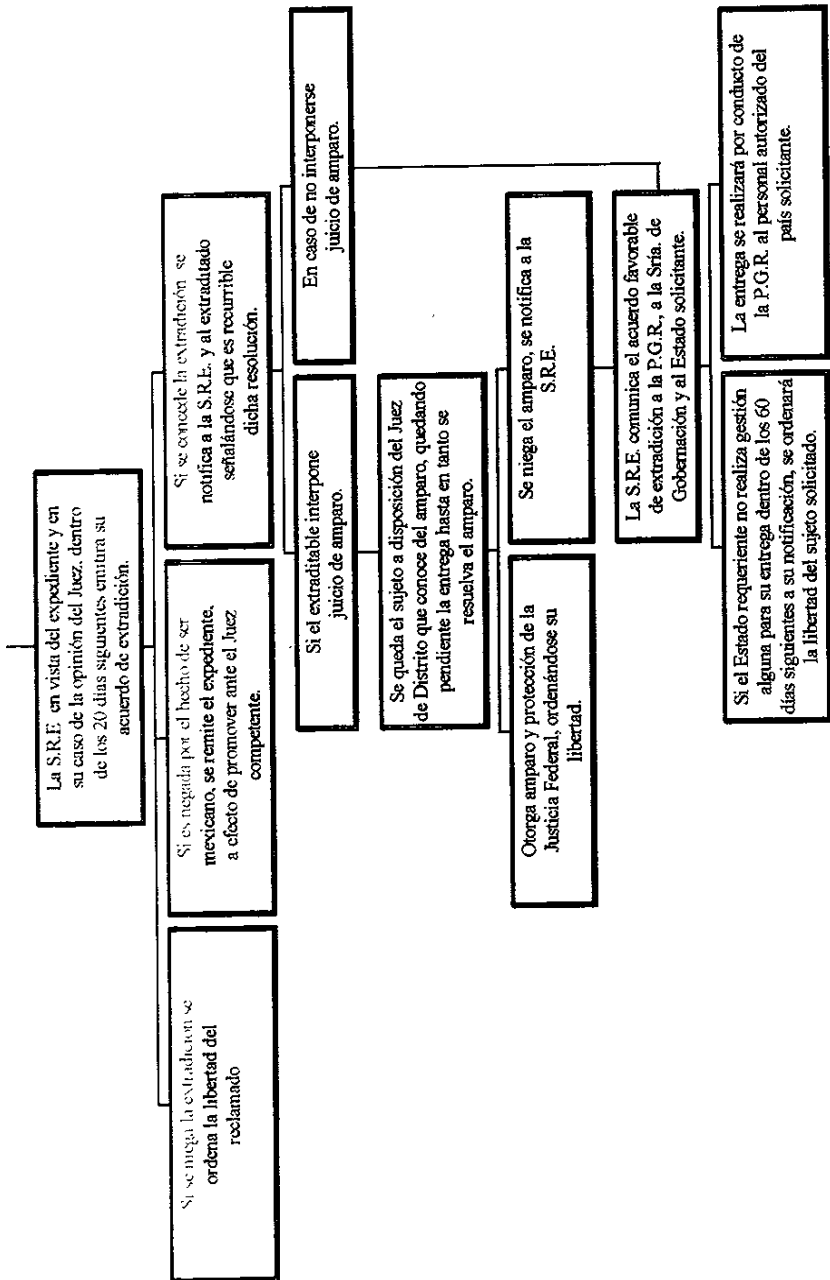 La S.R.E. en vista del expediente y en
su caso de la opinión del Juez, dentro
de los 20 días siguientes emitirá su
acuerdo de extradición.
Si se niega la extradición se
ordena la libertad del
reclamado
Si es negada por el hecho de ser
mexicano, se remite el expediente,
a efecto de promover ante el Juez
competente.
Si se concede la extradición se
notifica a la S.R.E. y al extraditado
señalándose que es recurrible
dicha resolución.
Si el extraditable interpone
juicio de amparo.
En caso de no interponerse
juicio de amparo.
Se queda el sujeto a disposición del Juez
de Distrito que conoce del amparo, quedando
pendiente la entrega hasta en tanto se
resuelva el amparo.
Otorga amparo y protección de la
Justicia Federal, ordenándose su
libertad.
Se niega el amparo, se notifica a la
S.R.E.
La S.R.E. comunica el acuerdo favorable
de extradición a la P.G.R., a la Sría. de
Gobernación y al Estado solicitante.
Si el Estado requeriente no realiza gestión
alguna para su entrega dentro de los 60
días siguientes a su notificación, se ordenará
la libertad del sujeto solicitado.
La entrega se realizará por conducto de
la P.G.R. al personal autorizado del
país solicitante.